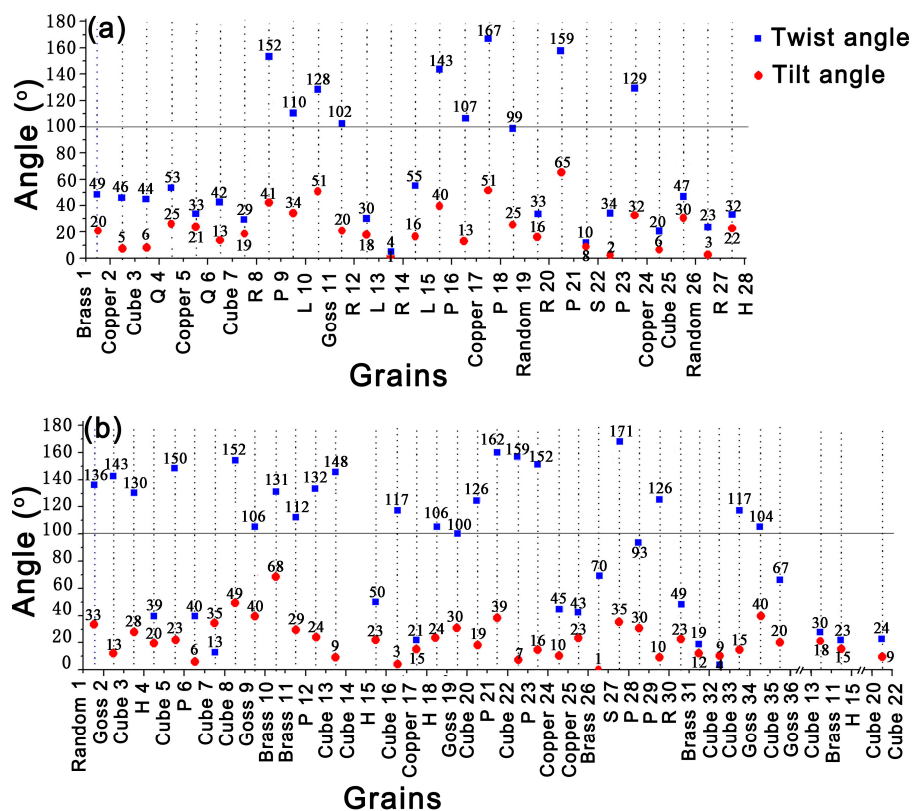 (a)
Twist angle
Tilt angle
Angle (º)
180
160
140
120
100
80
60
40
20
0
49
46
44
53
33
42
29
152
110
128
102
30
4
55
143
107
167
99
33
159
10
34
129
20
47
23
32
20
5
6
25
21
13
19
41
34
51
20
18
1
16
40
13
51
25
16
65
8
2
32
6
30
3
22
Brass 1
Copper 2
Cube 3
Q 4
Copper 5
Q 6
Cube 7
R 8
P 9
L 10
Goss 11
R 12
L 13
R 14
L 15
P 16
Copper 17
P 18
Random 19
R 20
P 21
S 22
P 23
Copper 24
Cube 25
Random 26
R 27
H 28
Grains
(b)
Angle (º)
180
160
140
120
100
80
60
40
20
0
136
143
130
39
150
40
13
152
106
131
112
132
148
50
117
21
106
100
126
162
159
152
45
43
70
171
93
126
49
19
3
117
104
67
30
23
24
33
13
28
20
23
6
35
49
40
68
29
24
9
23
3
15
24
30
19
39
7
16
10
23
1
35
30
10
23
12
9
15
40
20
18
15
9
Random 1
Goss 2
Cube 3
H 4
Cube 5
P 6
Cube 7
Cube 8
Goss 9
Brass 10
Brass 11
P 12
Cube 13
Cube 14
H 15
Cube 16
Copper 17
H 18
Goss 19
Cube 20
P 21
Cube 22
P 23
Copper 24
Copper 25
Brass 26
S 27
P 28
P 29
R 30
Brass 31
Cube 32
Cube 33
Goss 34
Cube 35
Goss 36
Cube 13
Brass 11
H 15
Cube 20
Cube 22
Grains